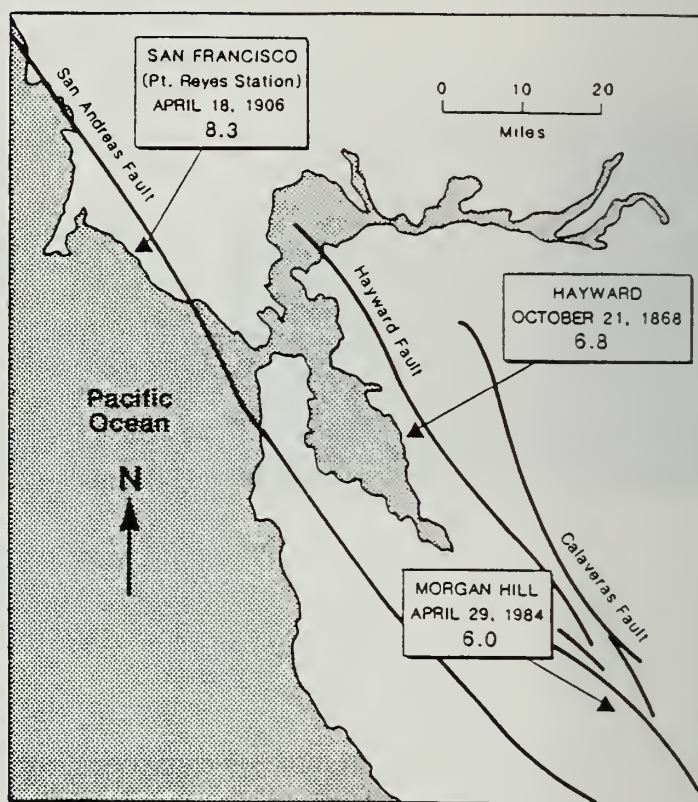 SAN FRANCISCO
(Pt. Reyes Station)
APRIL 18, 1906
8.3
0 10 20
Miles
San Andreas Fault
Hayward Fault
HAYWARD
OCTOBER 21, 1868
6.8
Pacific
Ocean
N
Calaveras Fault
MORGAN HILL
APRIL 29, 1984
6.0